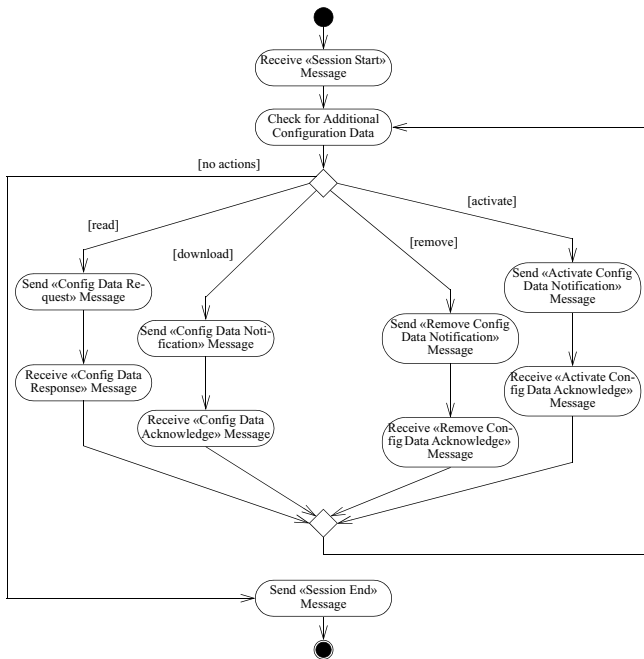 Receive «Session Start»
Message
Check for Additional
Configuration Data
[no actions]
[activate]
[read]
[download]
[remove]
Send «Config Data Re-
quest» Message
Send «Config Data Noti-
fication» Message
Send «Remove Config
Data Notification»
Message
Send «Activate Config
Data Notification»
Message
Receive «Config Data
Response» Message
Receive «Config Data
Acknowledge» Message
Receive «Remove Con-
fig Data Acknowledge»
Message
Receive «Activate Con-
fig Data Acknowledge»
Message
Send «Session End»
Message